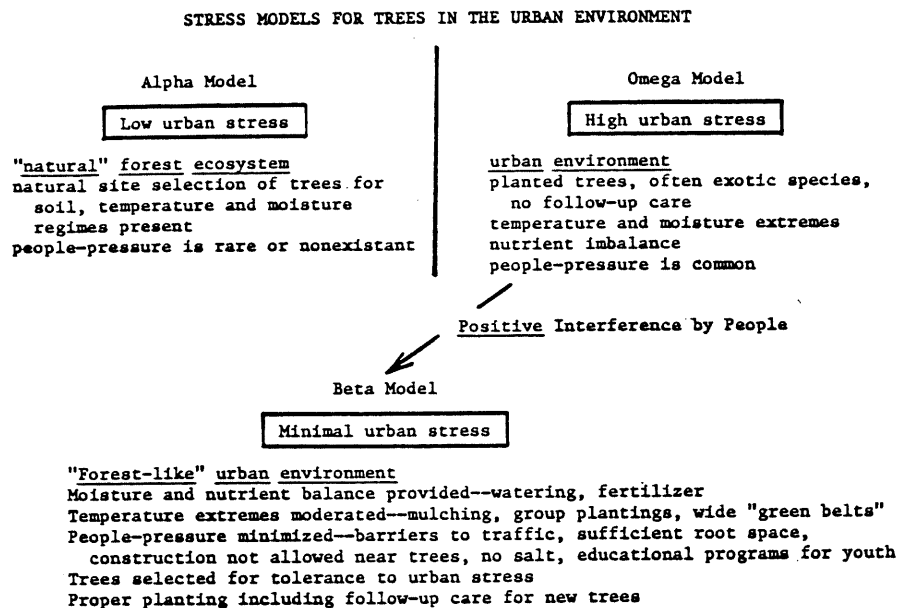 STRESS MODELS FOR TREES IN THE URBAN ENVIRONMENT
Alpha Model
Low urban stress
"natural" forest ecosystem
natural site selection of trees for
soil, temperature and moisture
regimes present
people-pressure is rare or nonexistant
Omega Model
High urban stress
urban environment
planted trees, often exotic species,
no follow-up care
temperature and moisture extremes
nutrient imbalance
people-pressure is common
Positive Interference by People
Beta Model
Minimal urban stress
"Forest-like" urban environment
Moisture and nutrient balance provided--watering, fertilizer
Temperature extremes moderated--mulching, group plantings, wide "green belts"
People-pressure minimized--barriers to traffic, sufficient root space,
construction not allowed near trees, no salt, educational programs for youth
Trees selected for tolerance to urban stress
Proper planting including follow-up care for new trees